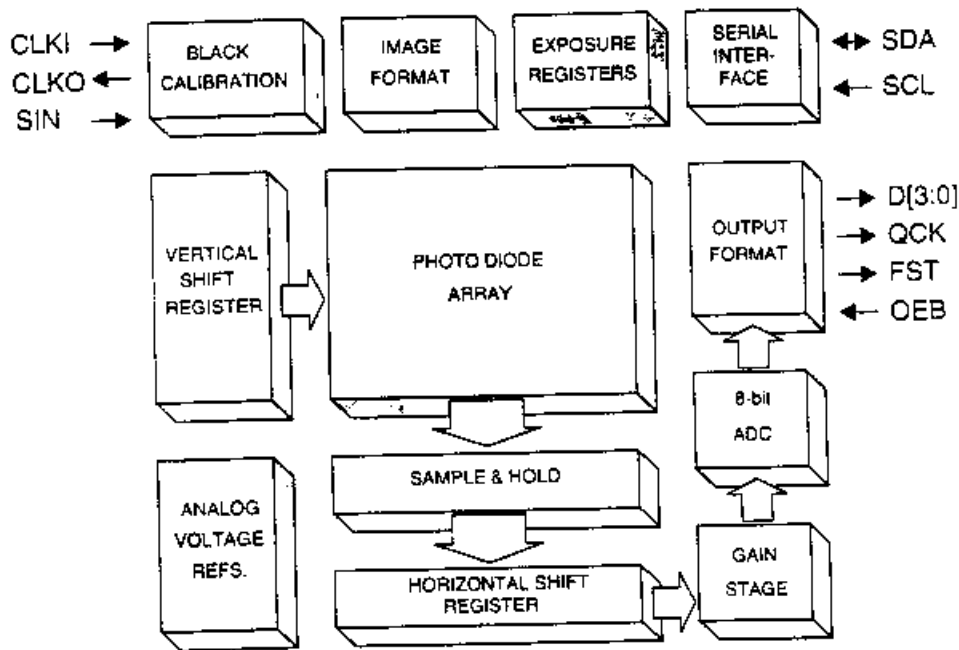 CLKI
CLKO
SIN
BLACK
CALIBRATION
IMAGE
FORMAT
EXPOSURE
REGISTERS
SERIAL
INTER-
FACE
SDA
SCL
VERTICAL
SHIFT
REGISTER
PHOTO DIODE
ARRAY
OUTPUT
FORMAT
D[3:0]
QCK
FST
OEB
8-bit
ADC
SAMPLE & HOLD
ANALOG
VOLTAGE
REFS.
HORIZONTAL SHIFT
REGISTER
GAIN
STAGE